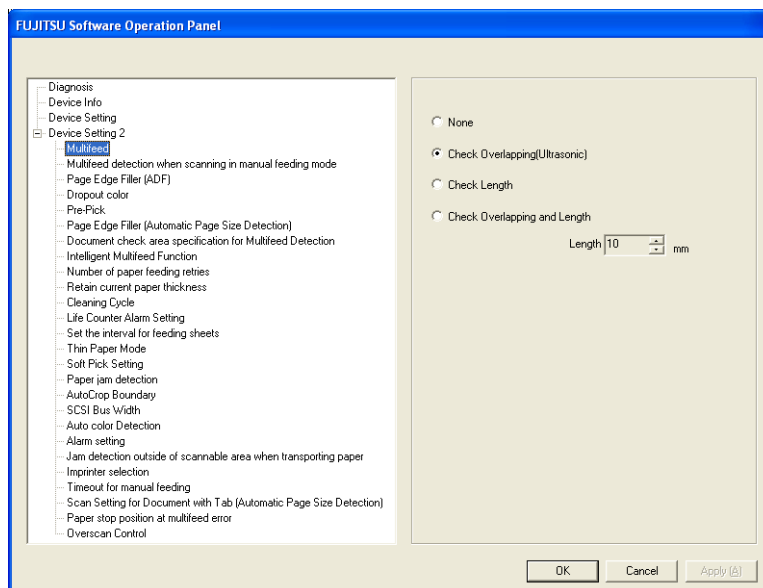 FUJITSU Software Operation Panel
Diagnosis
Device Info
Device Setting
Device Setting 2
Multifeed
Multifeed detection when scanning in manual feeding mode
Page Edge Filler (ADF)
Dropout color
Pre-Pick
Page Edge Filler (Automatic Page Size Detection)
Document check area specification for Multifeed Detection
Intelligent Multifeed Function
Number of paper feeding retries
Retain current paper thickness
Cleaning Cycle
Life Counter Alarm Setting
Set the interval for feeding sheets
Thin Paper Mode
Soft Pick Setting
Paper jam detection
AutoCrop Boundary
SCSI Bus Width
Auto color Detection
Alarm setting
Jam detection outside of scannable area when transporting paper
Imprinter selection
Timeout for manual feeding
Scan Setting for Document with Tab (Automatic Page Size Detection)
Paper stop position at multifeed error
Overscan Control
None
Check Overlapping(Ultrasonic)
Check Length
Check Overlapping and Length
Length 10 mm
OK Cancel Apply (A)